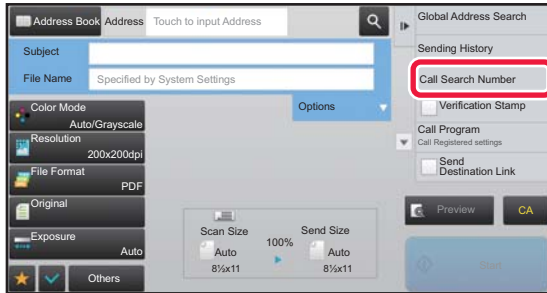 Address Book
Address
Touch to input Address
Global Address Search
Subject
Sending History
File Name
Specified by System Settings
Call Search Number
Color Mode
Auto/Grayscale
Options
Verification Stamp
Resolution
200x200dpi
Call Program
Call Registered settings
File Format
PDF
Send
Destination Link
Original
Preview
CA
Exposure
Auto
Scan Size
100%
Send Size
Auto
Auto
8½x11
8½x11
Others
Start